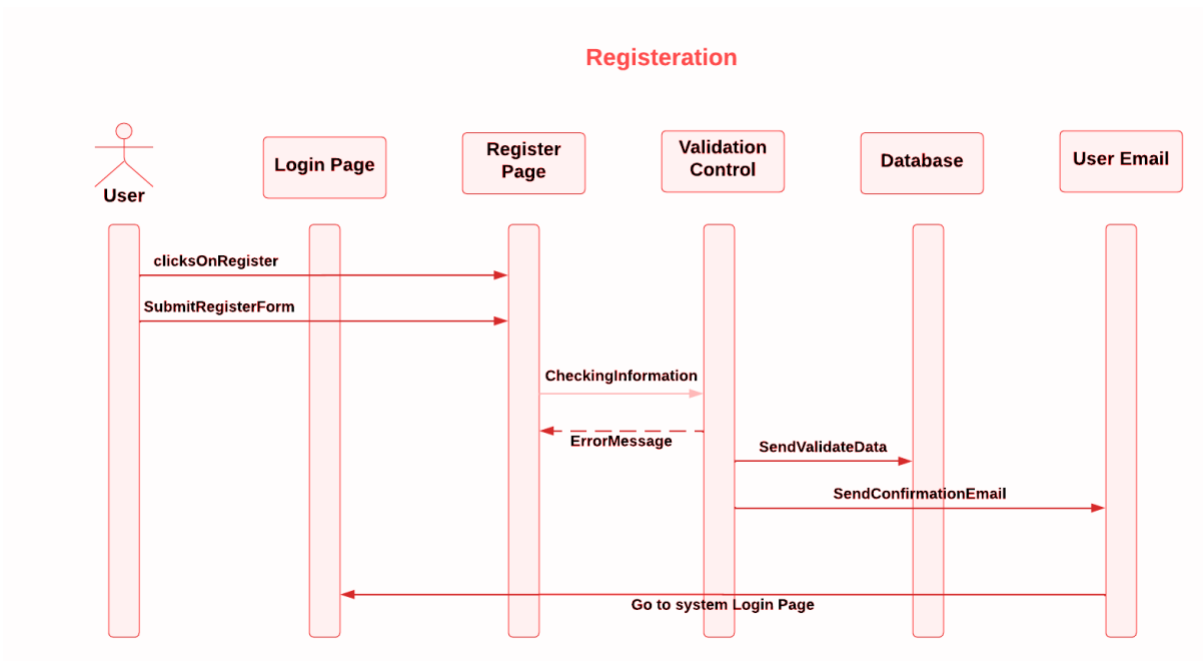 Registeration
User
Login Page
Register
Page
Validation
Control
Database
User Email
clicksOnRegister
SubmitRegisterForm
CheckingInformation
ErrorMessage
SendValidateData
SendConfirmationEmail
Go to system Login Page